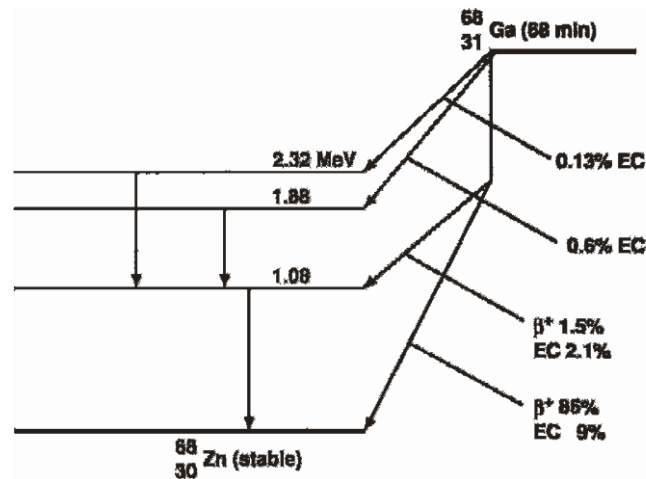 68
31 Ga (68 min)
2.32 MeV
0.13% EC
1.88
0.6% EC
1.08
β+ 1.5%
EC 2.1%
β+ 86%
EC 9%
68
30 Zn (stable)